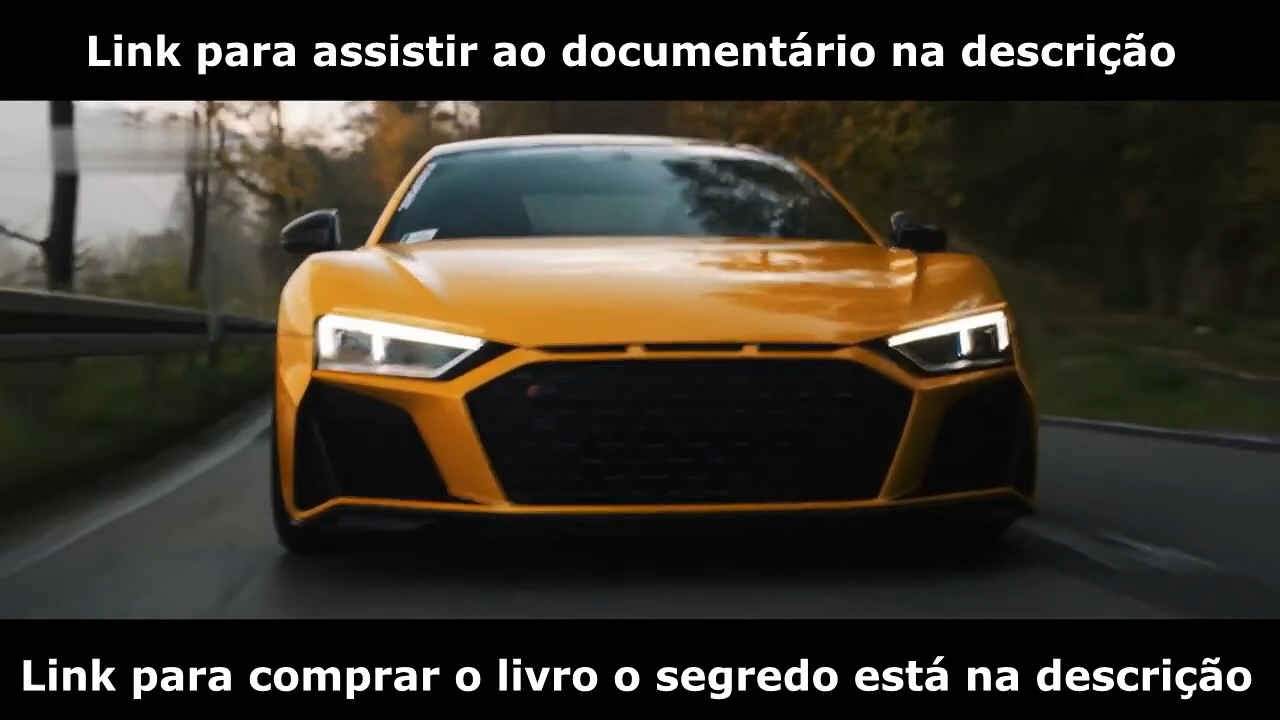 Link para assistir ao documentário na descrição
Link para comprar o livro o segredo está na descrição